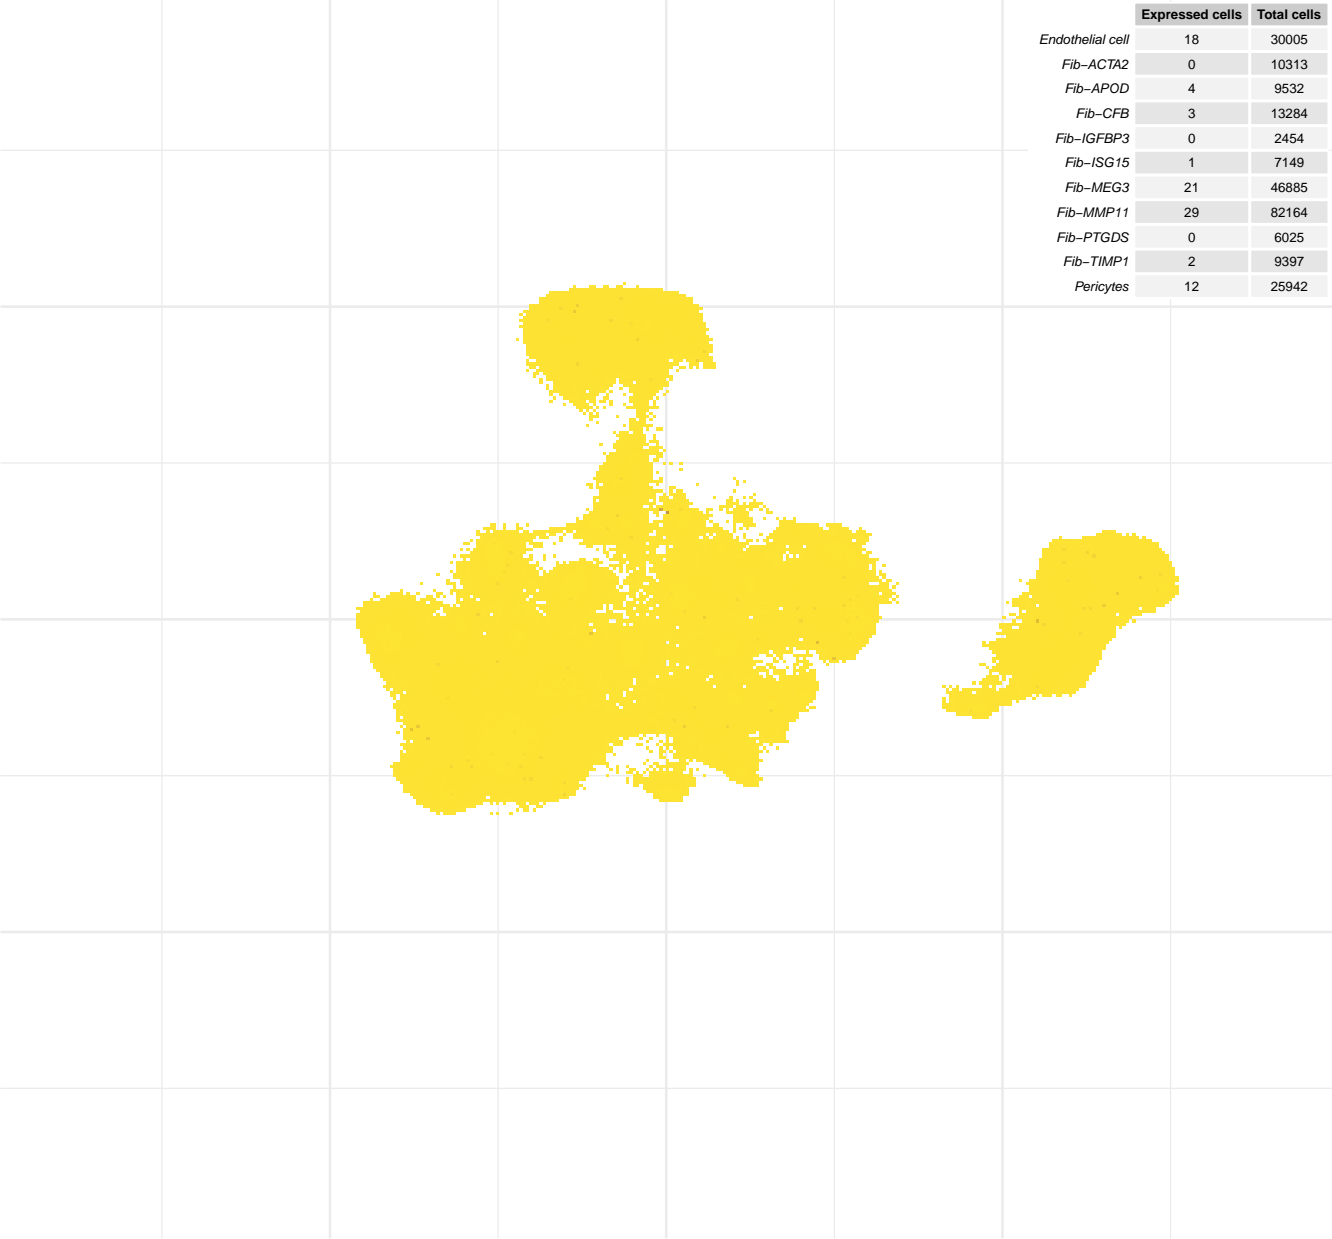 Expressed cells Total cells
Endothelial cell 18 30005
Fib−ACTA2 0 10313
Fib−APOD 4 9532
Fib−CFB 3 13284
Fib−IGFBP3 0 2454
Fib−ISG15 1 7149
Fib−MEG3 21 46885
Fib−MMP11 29 82164
Fib−PTGDS 0 6025
Fib−TIMP1 2 9397
Pericytes 12 25942